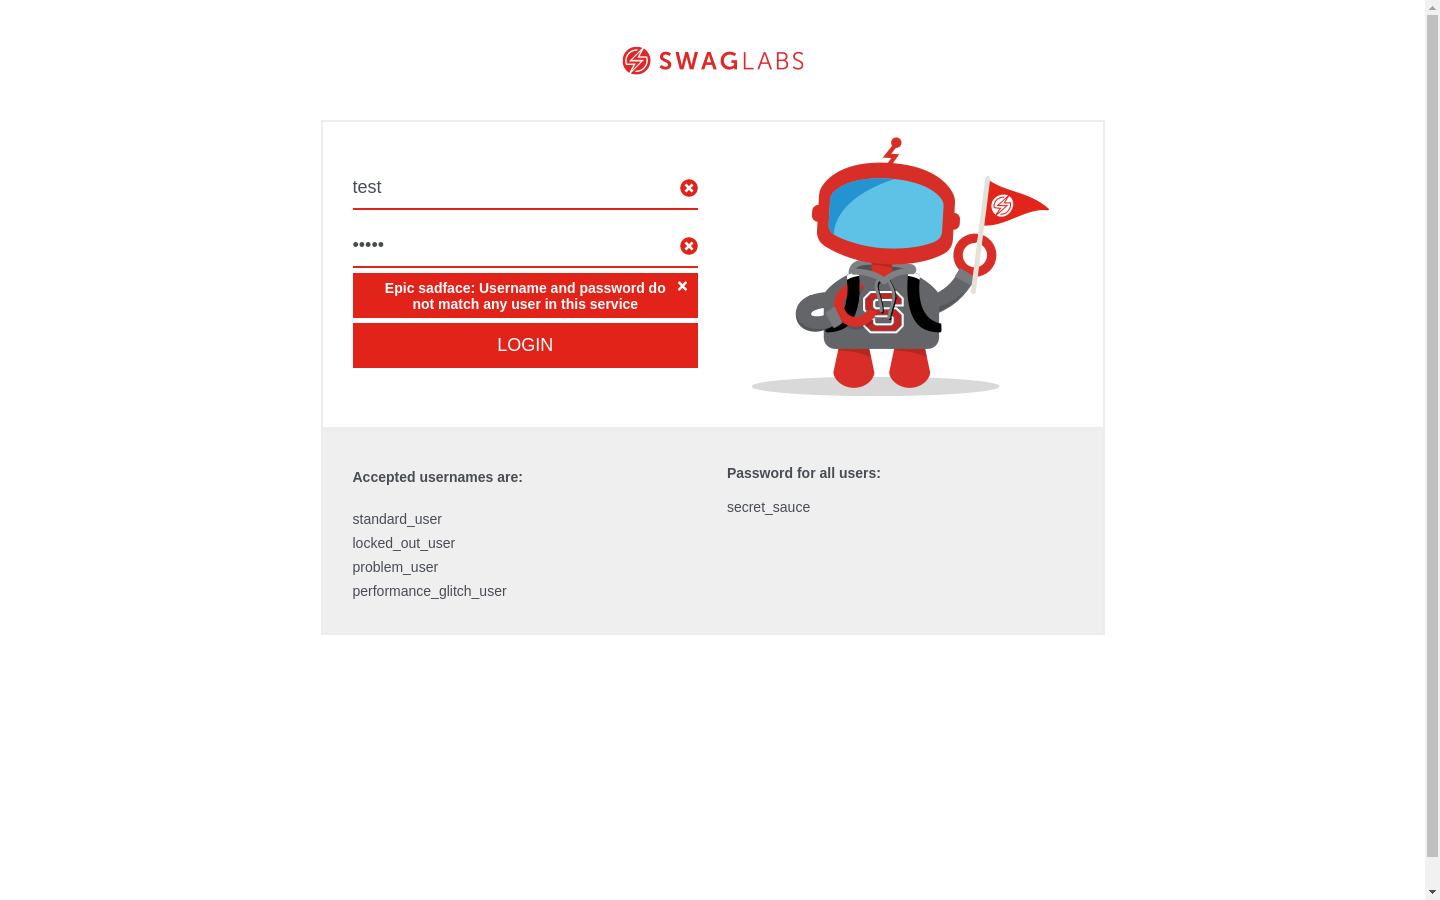 SWAGLABS
test
•••••
Epic sadface: Username and password do
not match any user in this service
LOGIN
Accepted usernames are:
standard_user
locked_out_user
problem_user
performance_glitch_user
Password for all users:
secret_sauce